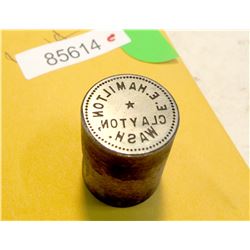 85614
E.E. HAMILTON
CLAYTON,
WASH.